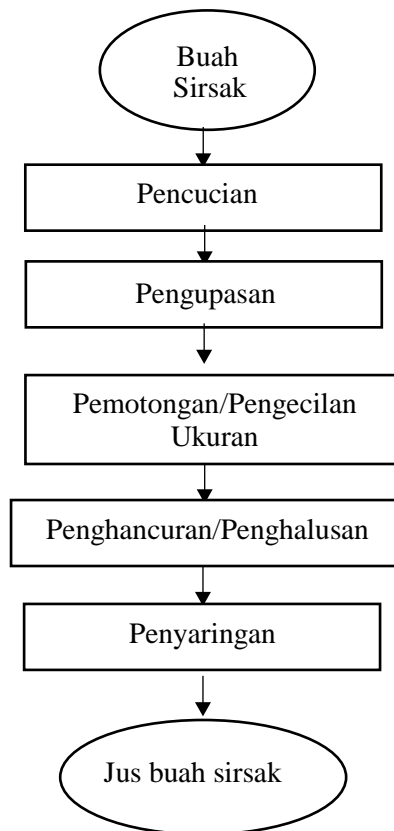 Buah
Sirsak
Pencucian
Pengupasan
Pemotongan/Pengecilan
Ukuran
Penghancuran/Penghalusan
Penyaringan
Jus buah sirsak